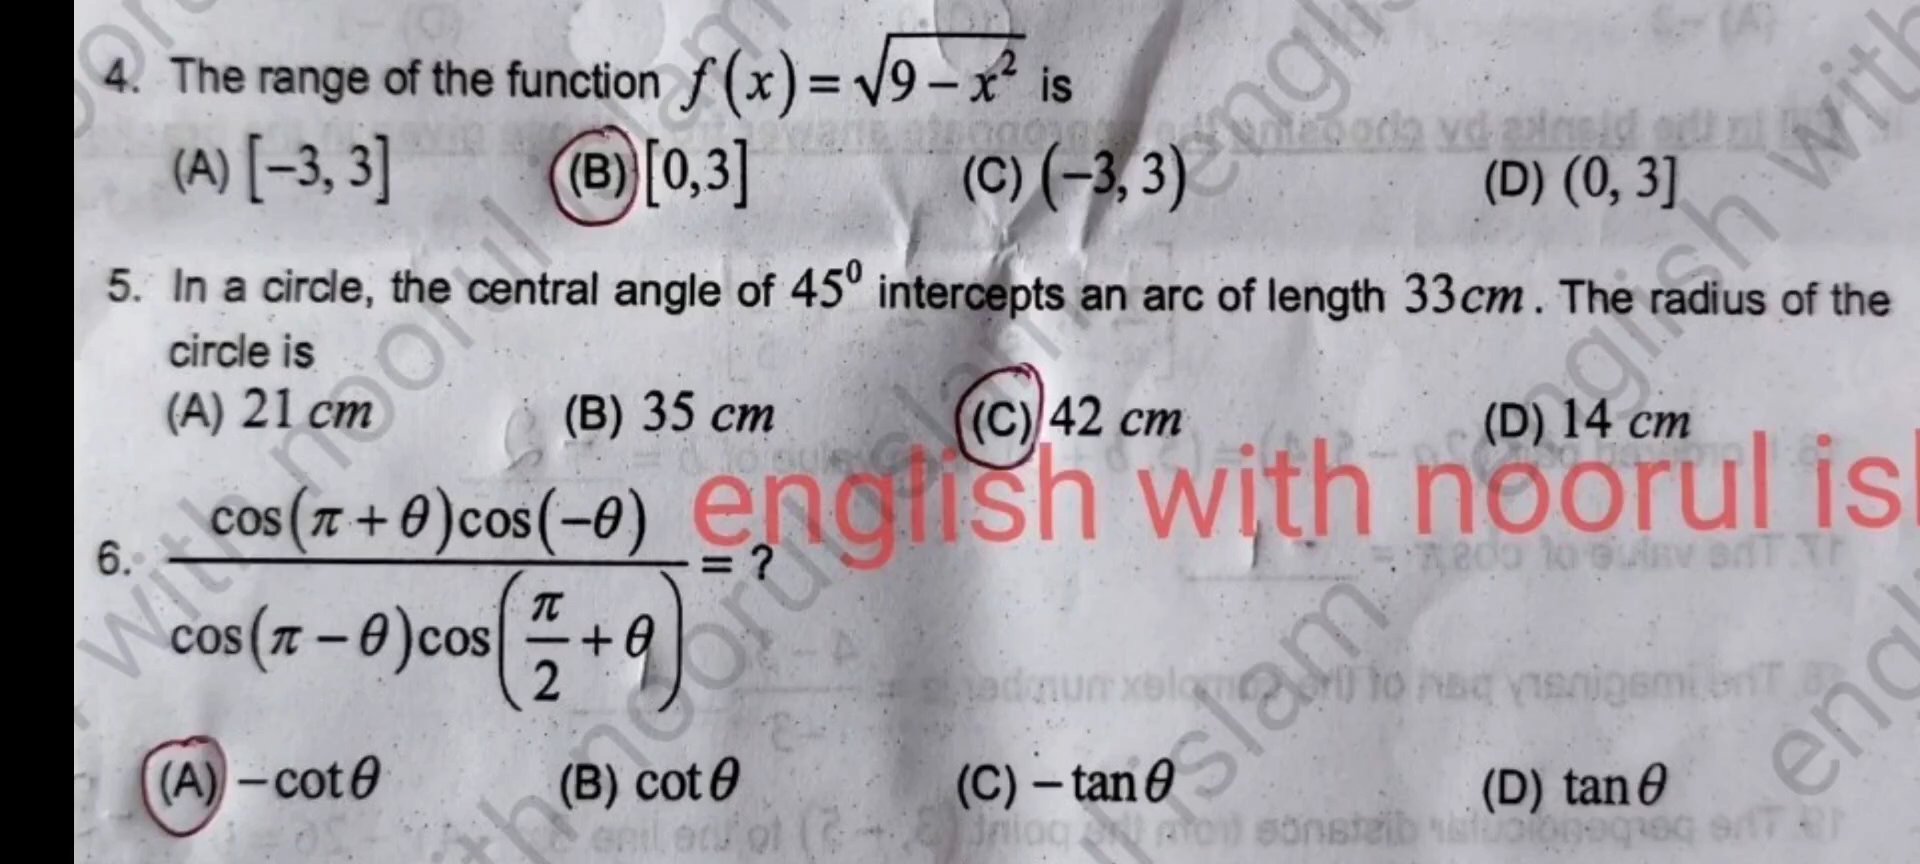 4. The range of the function f(x) = √9 − x² is
(A) [−3, 3] (B) [0,3] (C) (−3, 3) (D) (0, 3]
5. In a circle, the central angle of 45⁰ intercepts an arc of length 33cm. The radius of the
circle is
(A) 21 cm (B) 35 cm (C) 42 cm (D) 14 cm
english with noorul isl
6. cos(π + θ)cos(−θ) / cos(π − θ)cos(π/2 + θ) = ?
(A) −cotθ (B) cotθ (C) −tanθ (D) tanθ